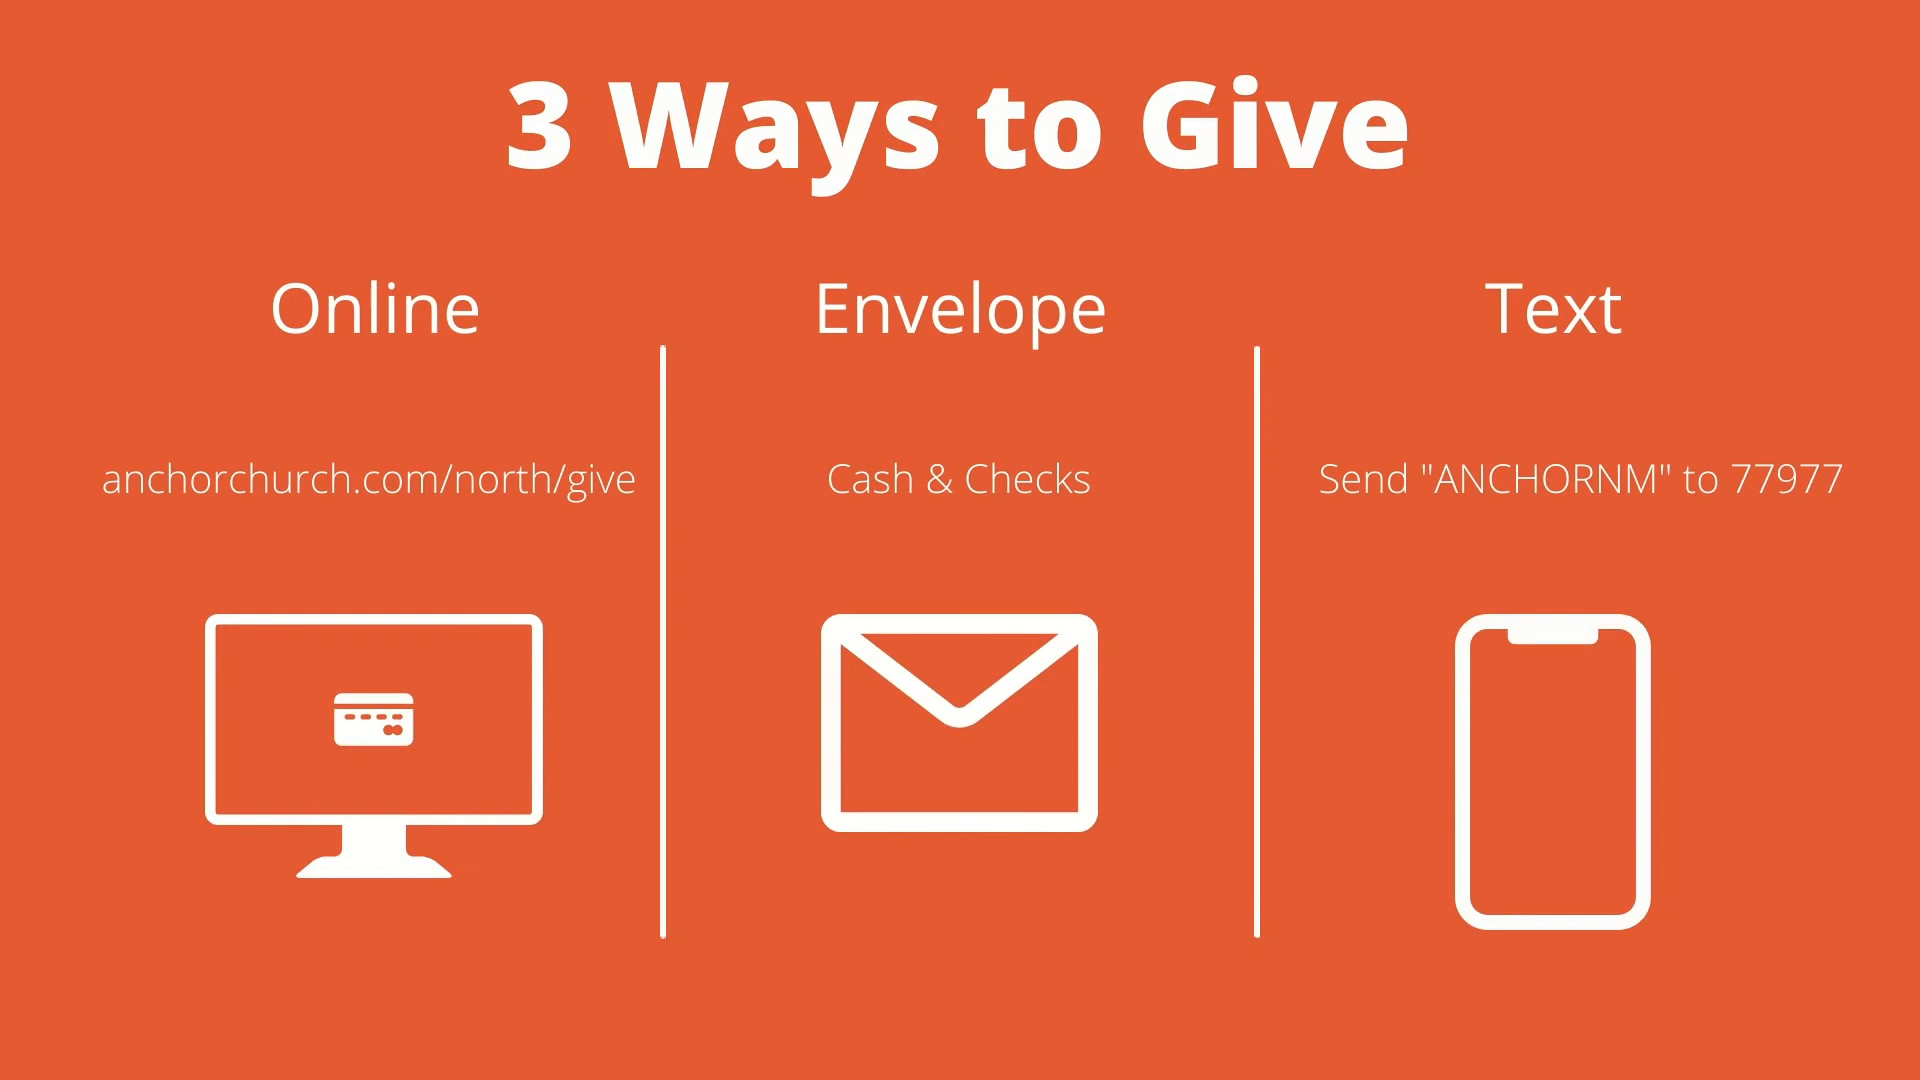 3 Ways to Give
Online
anchorchurch.com/north/give
Envelope
Cash & Checks
Text
Send "ANCHORNM" to 77977